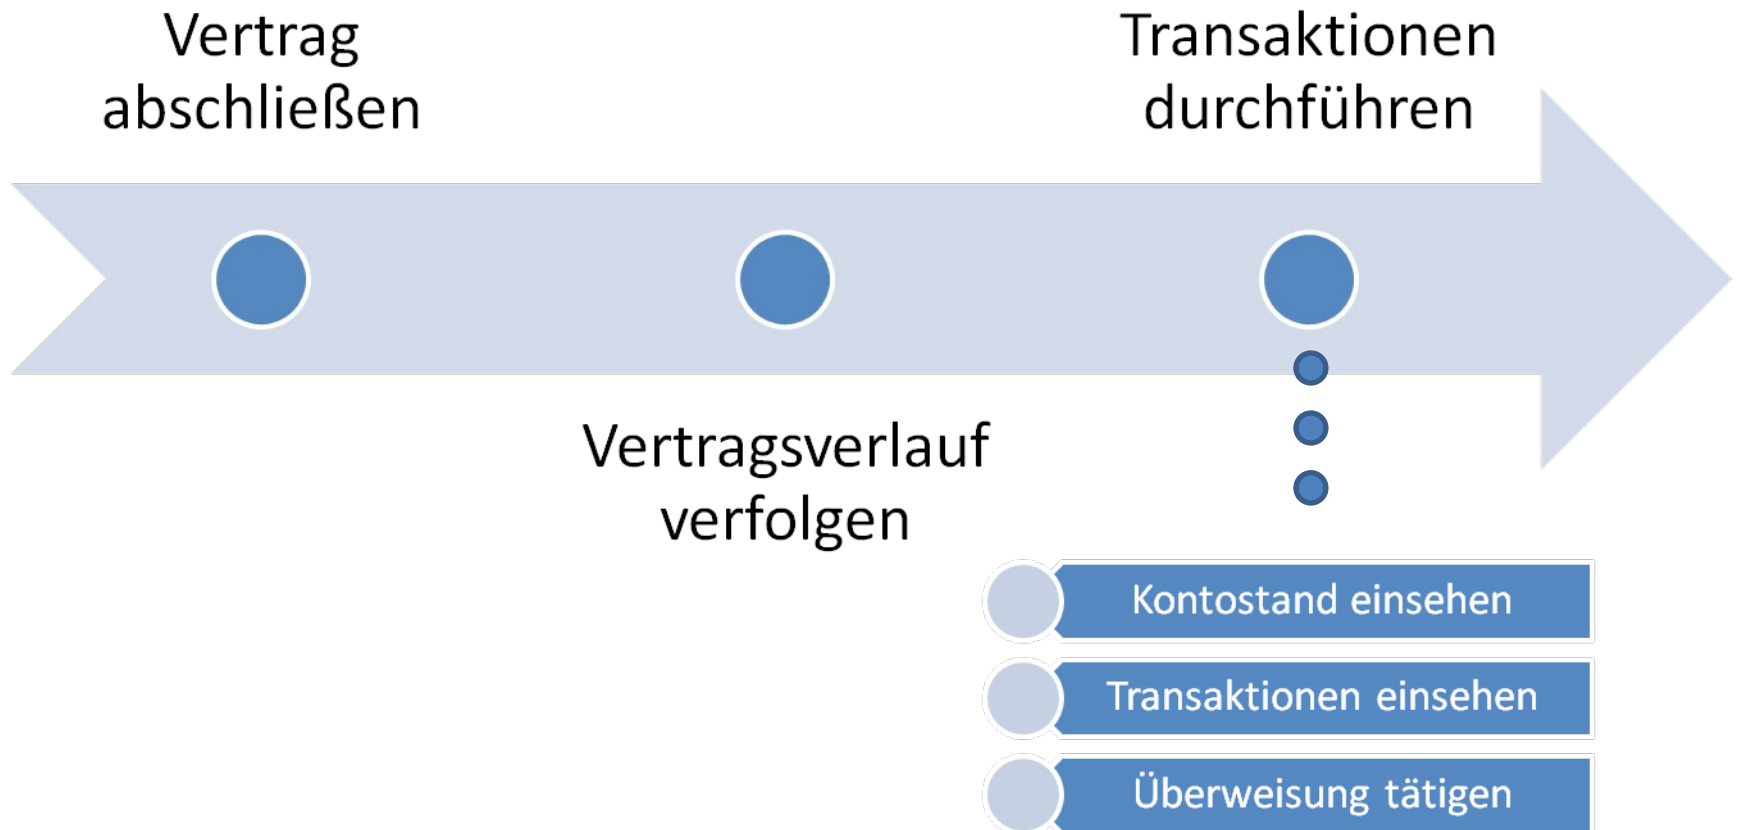 Vertrag
abschließen
Transaktionen
durchführen
Vertragsverlauf
verfolgen
Kontostand einsehen
Transaktionen einsehen
Überweisung tätigen